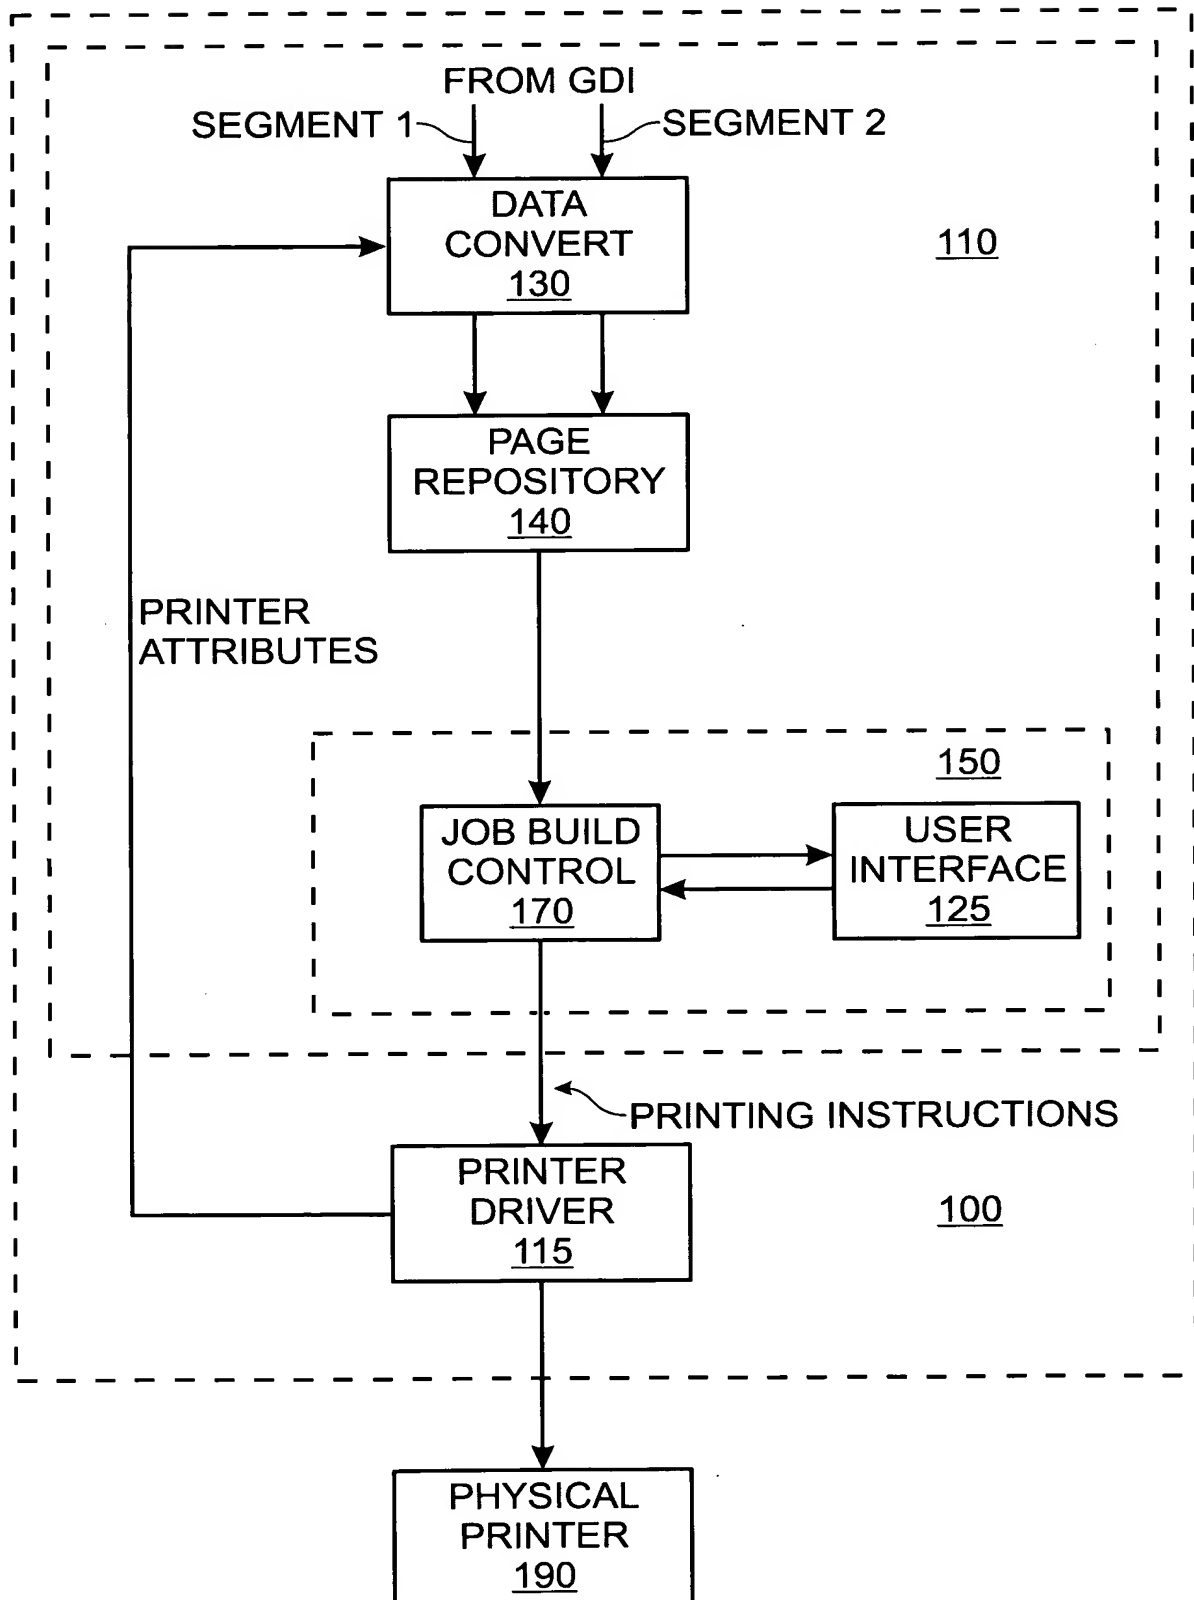 FROM GDI
SEGMENT 1
SEGMENT 2
DATA
CONVERT
130
110
PAGE
REPOSITORY
140
PRINTER
ATTRIBUTES
150
JOB BUILD
CONTROL
170
USER
INTERFACE
125
PRINTING INSTRUCTIONS
PRINTER
DRIVER
115
100
PHYSICAL
PRINTER
190